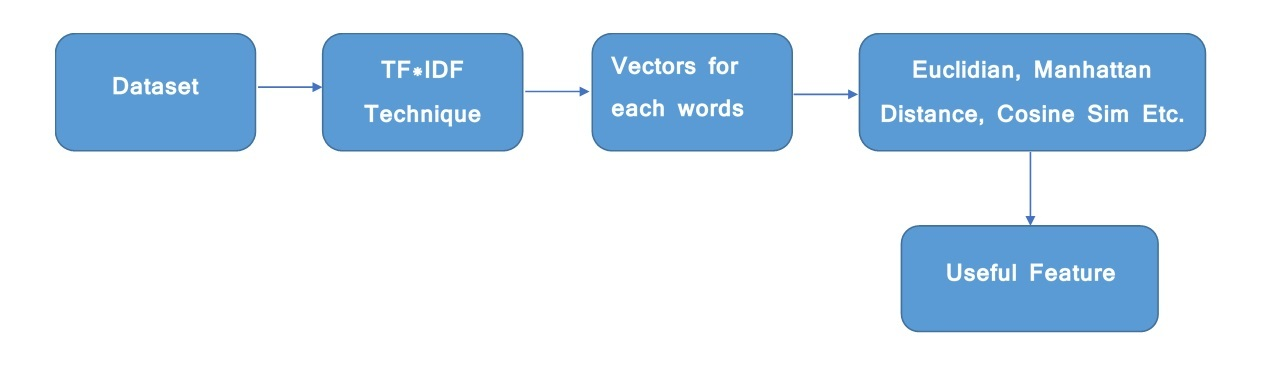 Dataset
TF*IDF
Technique
Vectors for
each words
Euclidian, Manhattan
Distance, Cosine Sim Etc.
Useful Feature